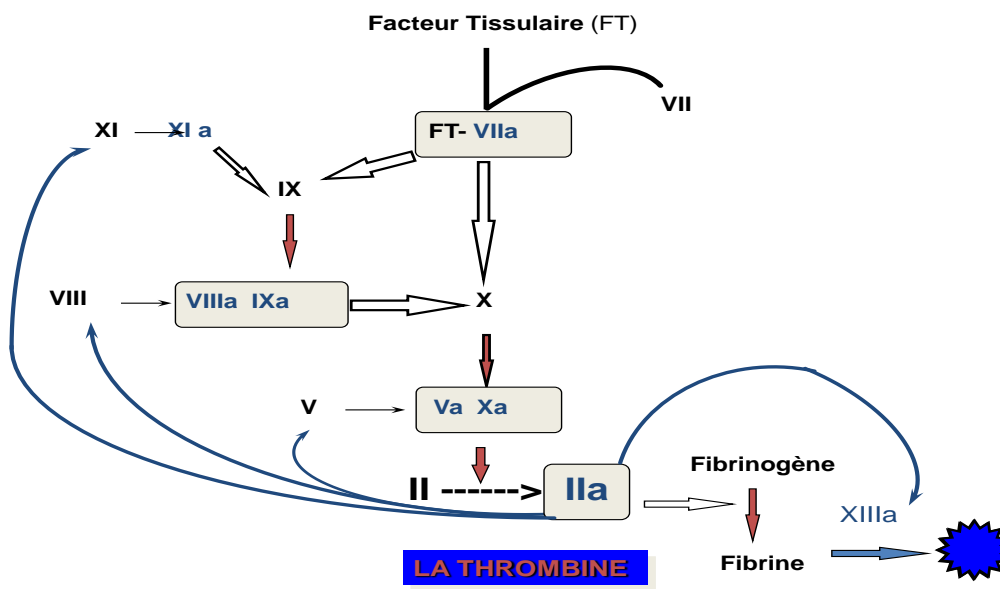 Facteur Tissulaire (FT)
VII
XI
XI a
FT- VIIa
IX
VIII
VIIIa IXa
X
V
Va Xa
II
---->
IIa
Fibrinogène
XIIIa
Fibrine
LA THROMBINE